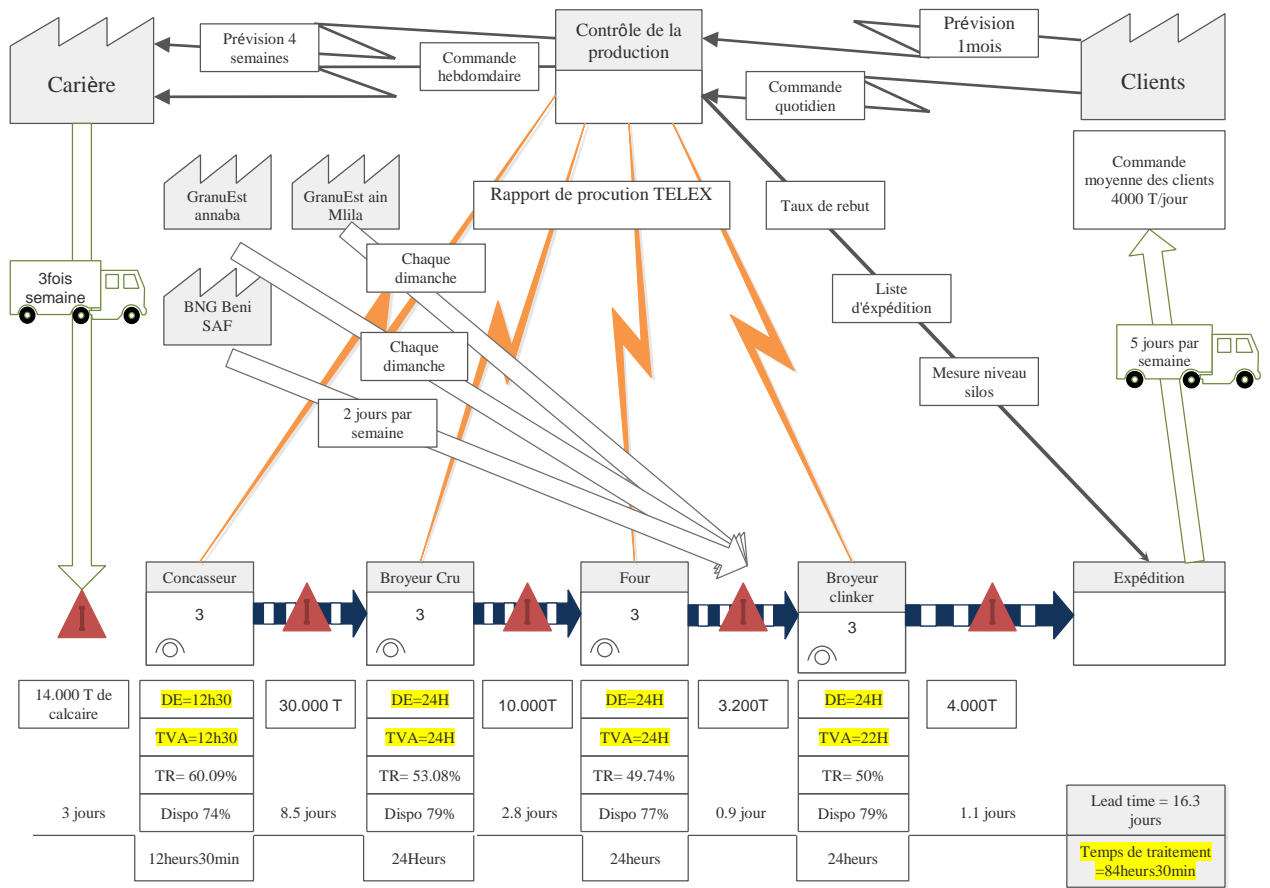 Carière
Prévision 4
semaines
Commande
hebdomdaire
Contrôle de la
production
Prévision
1mois
Commande
quotidien
Clients
GranuEst
annaba
GranuEst ain
Mlila
Rapport de procution TELEX
Taux de rebut
Commande
moyenne des clients
4000 T/jour
3fois
semaine
BNG Beni
SAF
Chaque
dimanche
Chaque
dimanche
2 jours par
semaine
Liste
d'éxpédition
Mesure niveau
silos
5 jours par
semaine
Concasseur
3
Broyeur Cru
3
Four
3
Broyeur
clinker
3
Expédition
14.000 T de
calcaire
DE=12h30
TVA=12h30
TR= 60.09%
Dispo 74%
30.000 T
DE=24H
TVA=24H
TR= 53.08%
Dispo 79%
10.000T
DE=24H
TVA=24H
TR= 49.74%
Dispo 77%
3.200T
DE=24H
TVA=22H
TR= 50%
Dispo 79%
4.000T
3 jours
8.5 jours
2.8 jours
0.9 jour
1.1 jours
Lead time = 16.3
jours
12heurs30min
24Heurs
24heurs
24heurs
Temps de traitement
=84heurs30min